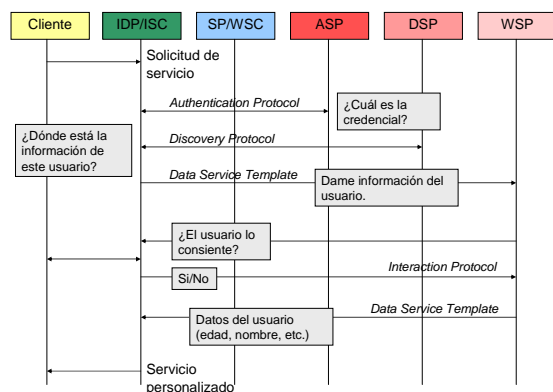 Cliente
IDP/ISC
SP/WSC
ASP
DSP
WSP
Solicitud de
servicio
Authentication Protocol
¿Cuál es la
credencial?
¿Dónde está la
información de
este usuario?
Discovery Protocol
Data Service Template
Dame información del
usuario.
¿El usuario lo
consiente?
Interaction Protocol
Si/No
Data Service Template
Datos del usuario
(edad, nombre, etc.)
Servicio
personalizado